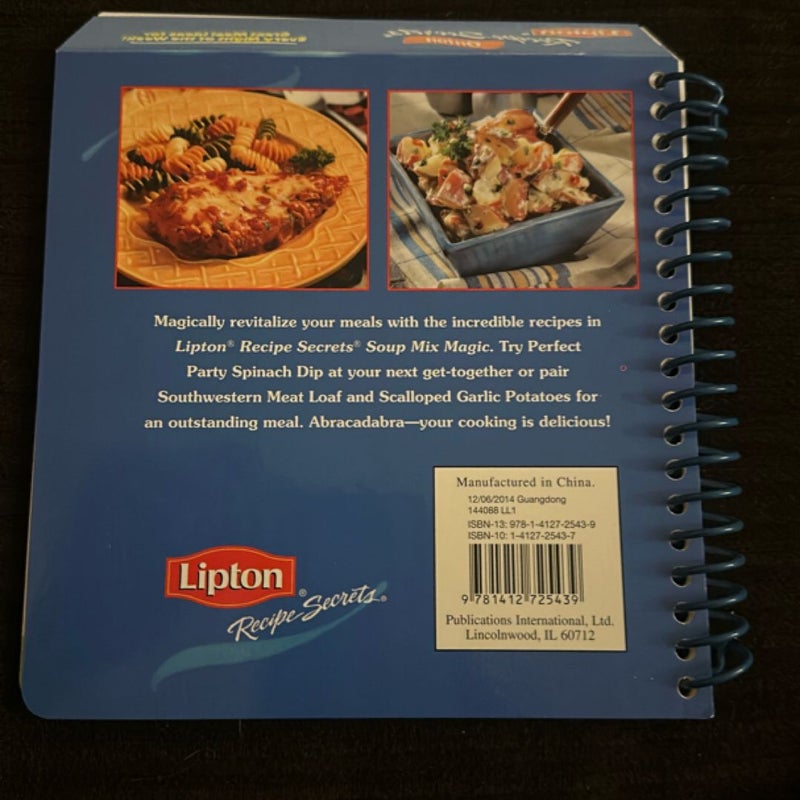 Onion
Lipton
Magically revitalize your meals with the incredible recipes in
Lipton® Recipe Secrets® Soup Mix Magic. Try Perfect
Party Spinach Dip at your next get-together or pair
Southwestern Meat Loaf and Scalloped Garlic Potatoes for
an outstanding meal. Abracadabra—your cooking is delicious!
Manufactured in China.
12/06/2014 Guangdong
144088 LL1
ISBN-13: 978-1-4127-2543-9
ISBN-10: 1-4127-2543-7
9 781412 725439
Publications International, Ltd.
Lincolnwood, IL 60712
Lipton®
Recipe Secrets®